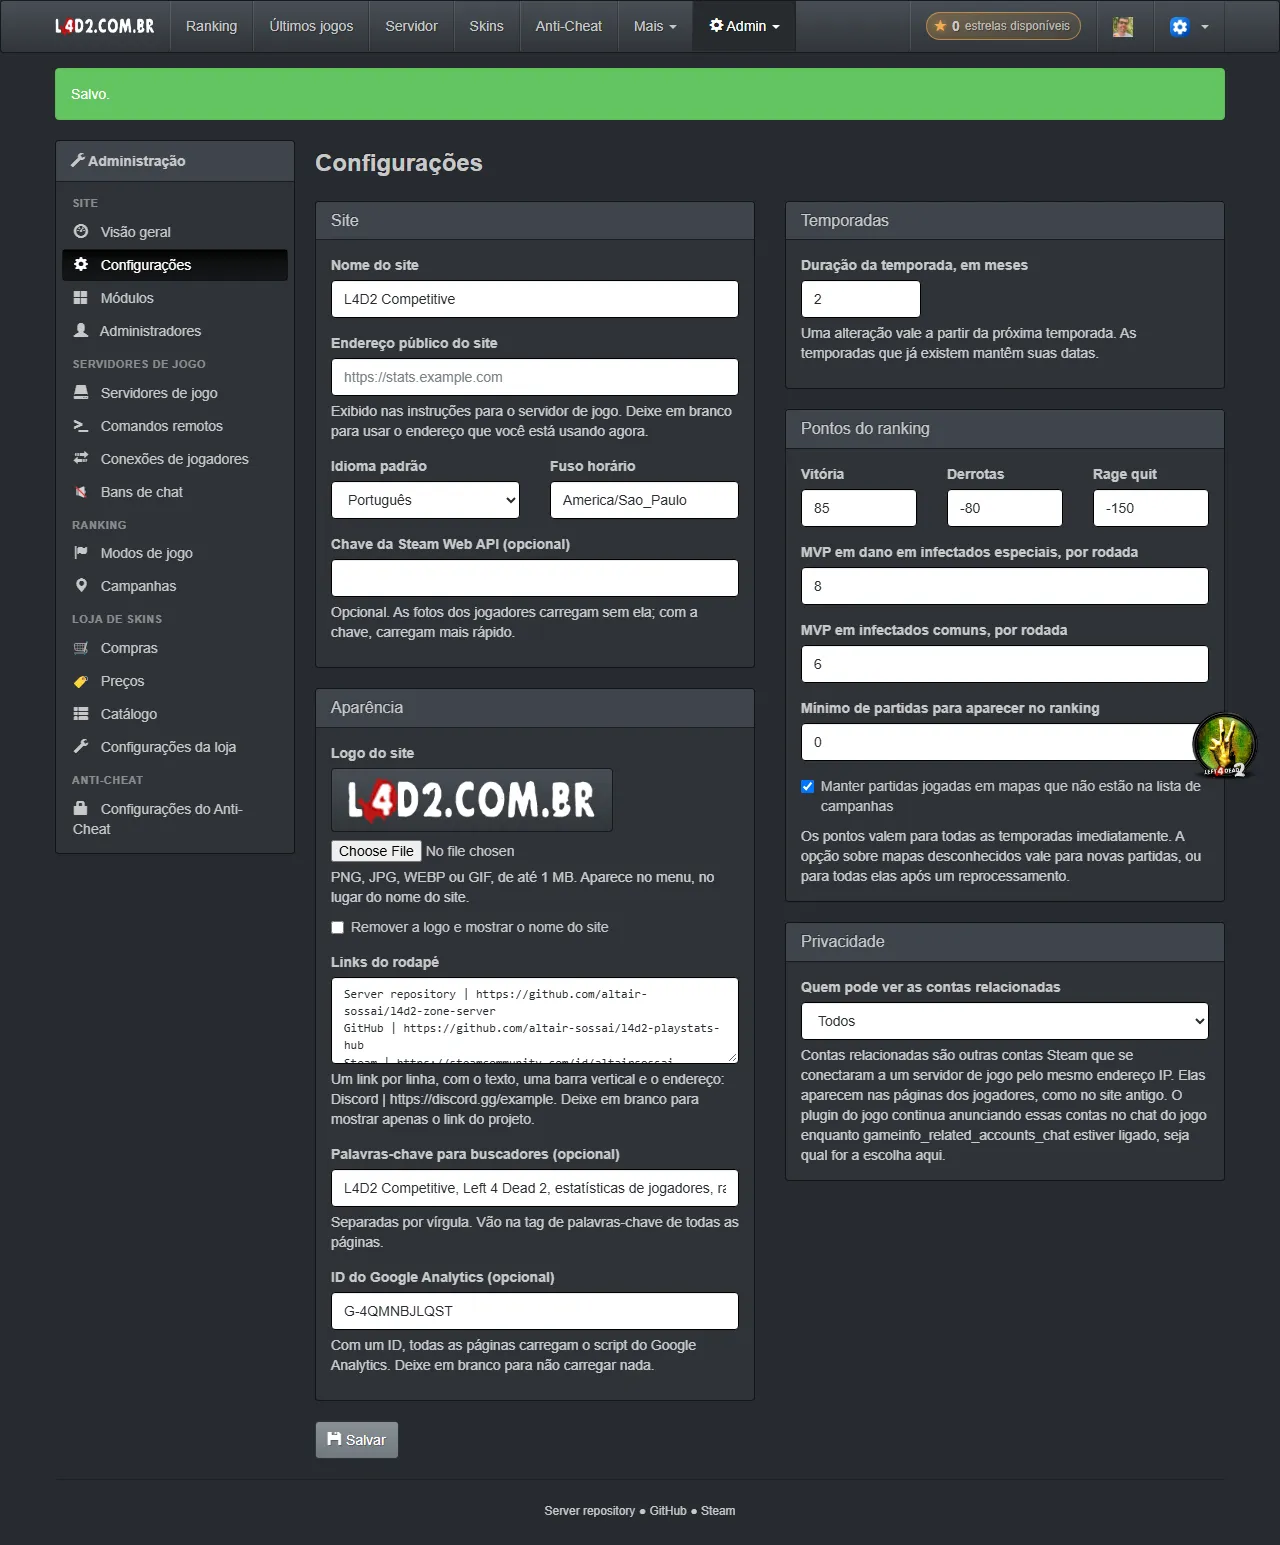 L4D2.COM.BR Ranking Últimos jogos Servidor Skins Anti-Cheat Mais Admin 0 estrelas disponíveis
Salvo.
Administração
SITE
Visão geral
Configurações
Módulos
Administradores
SERVIDORES DE JOGO
Servidores de jogo
Comandos remotos
Conexões de jogadores
Bans de chat
RANKING
Modos de jogo
Campanhas
LOJA DE SKINS
Compras
Preços
Catálogo
Configurações da loja
ANTI-CHEAT
Configurações do Anti-
Cheat
Configurações
Site
Nome do site
L4D2 Competitive
Endereço público do site
https://stats.example.com
Exibido nas instruções para o servidor de jogo. Deixe em branco
para usar o endereço que você está usando agora.
Idioma padrão Fuso horário
Português America/Sao_Paulo
Chave da Steam Web API (opcional)
Opcional. As fotos dos jogadores carregam sem ela; com a
chave, carregam mais rápido.
Aparência
Logo do site
L4D2.COM.BR
Choose File No file chosen
PNG, JPG, WEBP ou GIF, de até 1 MB. Aparece no menu, no
lugar do nome do site.
Remover a logo e mostrar o nome do site
Links do rodapé
Server repository | https://github.com/altair-
sossai/l4d2-zone-server
GitHub | https://github.com/altair-sossai/l4d2-playstats-
hub
Steam | https://steamcommunity.com/id/altairsossai
Um link por linha, com o texto, uma barra vertical e o endereço:
Discord | https://discord.gg/example. Deixe em branco para
mostrar apenas o link do projeto.
Palavras-chave para buscadores (opcional)
L4D2 Competitive, Left 4 Dead 2, estatísticas de jogadores, ra
Separadas por vírgula. Vão na tag de palavras-chave de todas as
páginas.
ID do Google Analytics (opcional)
G-4QMNBJLQST
Com um ID, todas as páginas carregam o script do Google
Analytics. Deixe em branco para não carregar nada.
Salvar
Temporadas
Duração da temporada, em meses
2
Uma alteração vale a partir da próxima temporada. As
temporadas que já existem mantêm suas datas.
Pontos do ranking
Vitória Derrotas Rage quit
85 -80 -150
MVP em dano em infectados especiais, por rodada
8
MVP em infectados comuns, por rodada
6
Mínimo de partidas para aparecer no ranking
0
LEFT 4 DEAD 2
Manter partidas jogadas em mapas que não estão na lista de
campanhas
Os pontos valem para todas as temporadas imediatamente. A
opção sobre mapas desconhecidos vale para novas partidas, ou
para todas elas após um reprocessamento.
Privacidade
Quem pode ver as contas relacionadas
Todos
Contas relacionadas são outras contas Steam que se
conectaram a um servidor de jogo pelo mesmo endereço IP. Elas
aparecem nas páginas dos jogadores, como no site antigo. O
plugin do jogo continua anunciando essas contas no chat do jogo
enquanto gameinfo_related_accounts_chat estiver ligado, seja
qual for a escolha aqui.
Server repository ● GitHub ● Steam